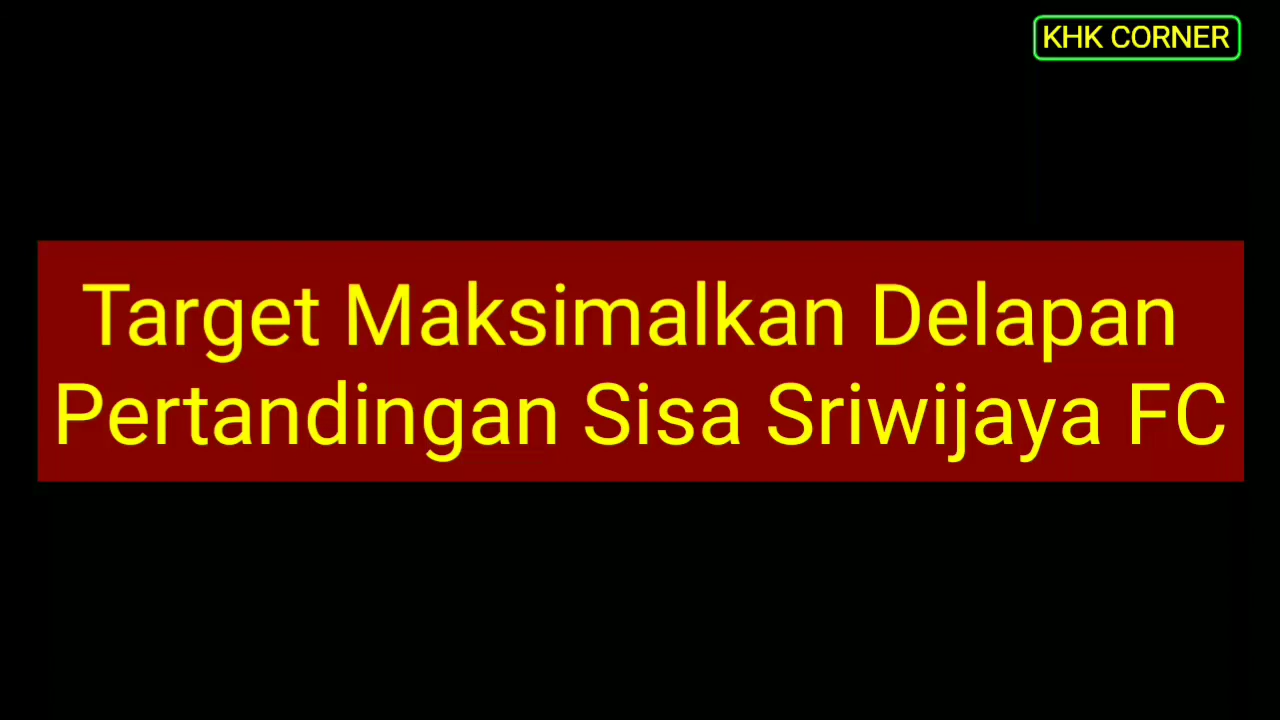 KHK CORNER
Target Maksimalkan Delapan
Pertandingan Sisa Sriwijaya FC